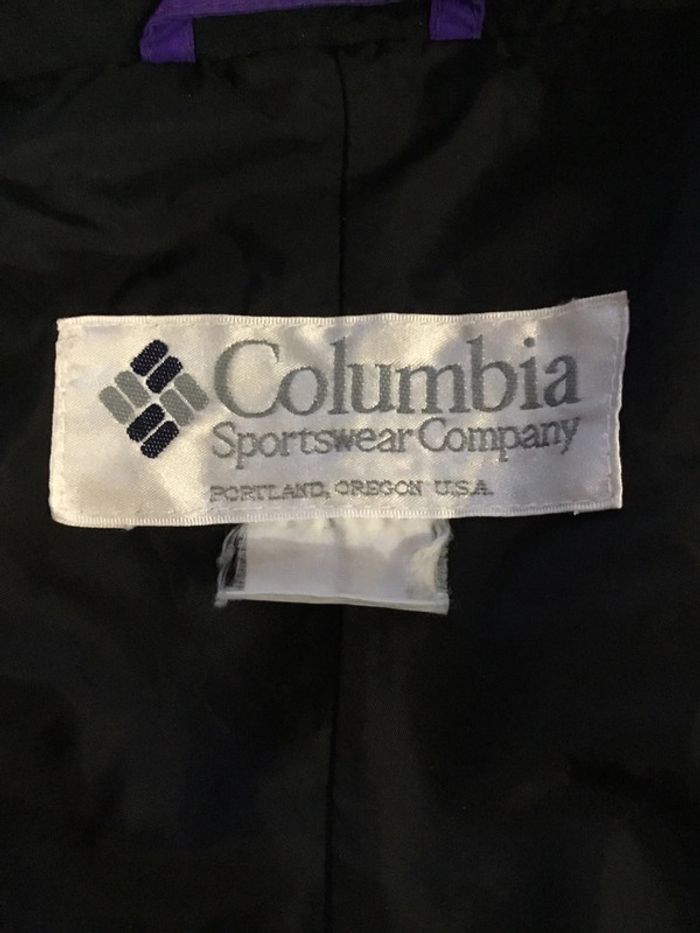 Columbia
Sportswear Company
PORTLAND, OREGON U.S.A.